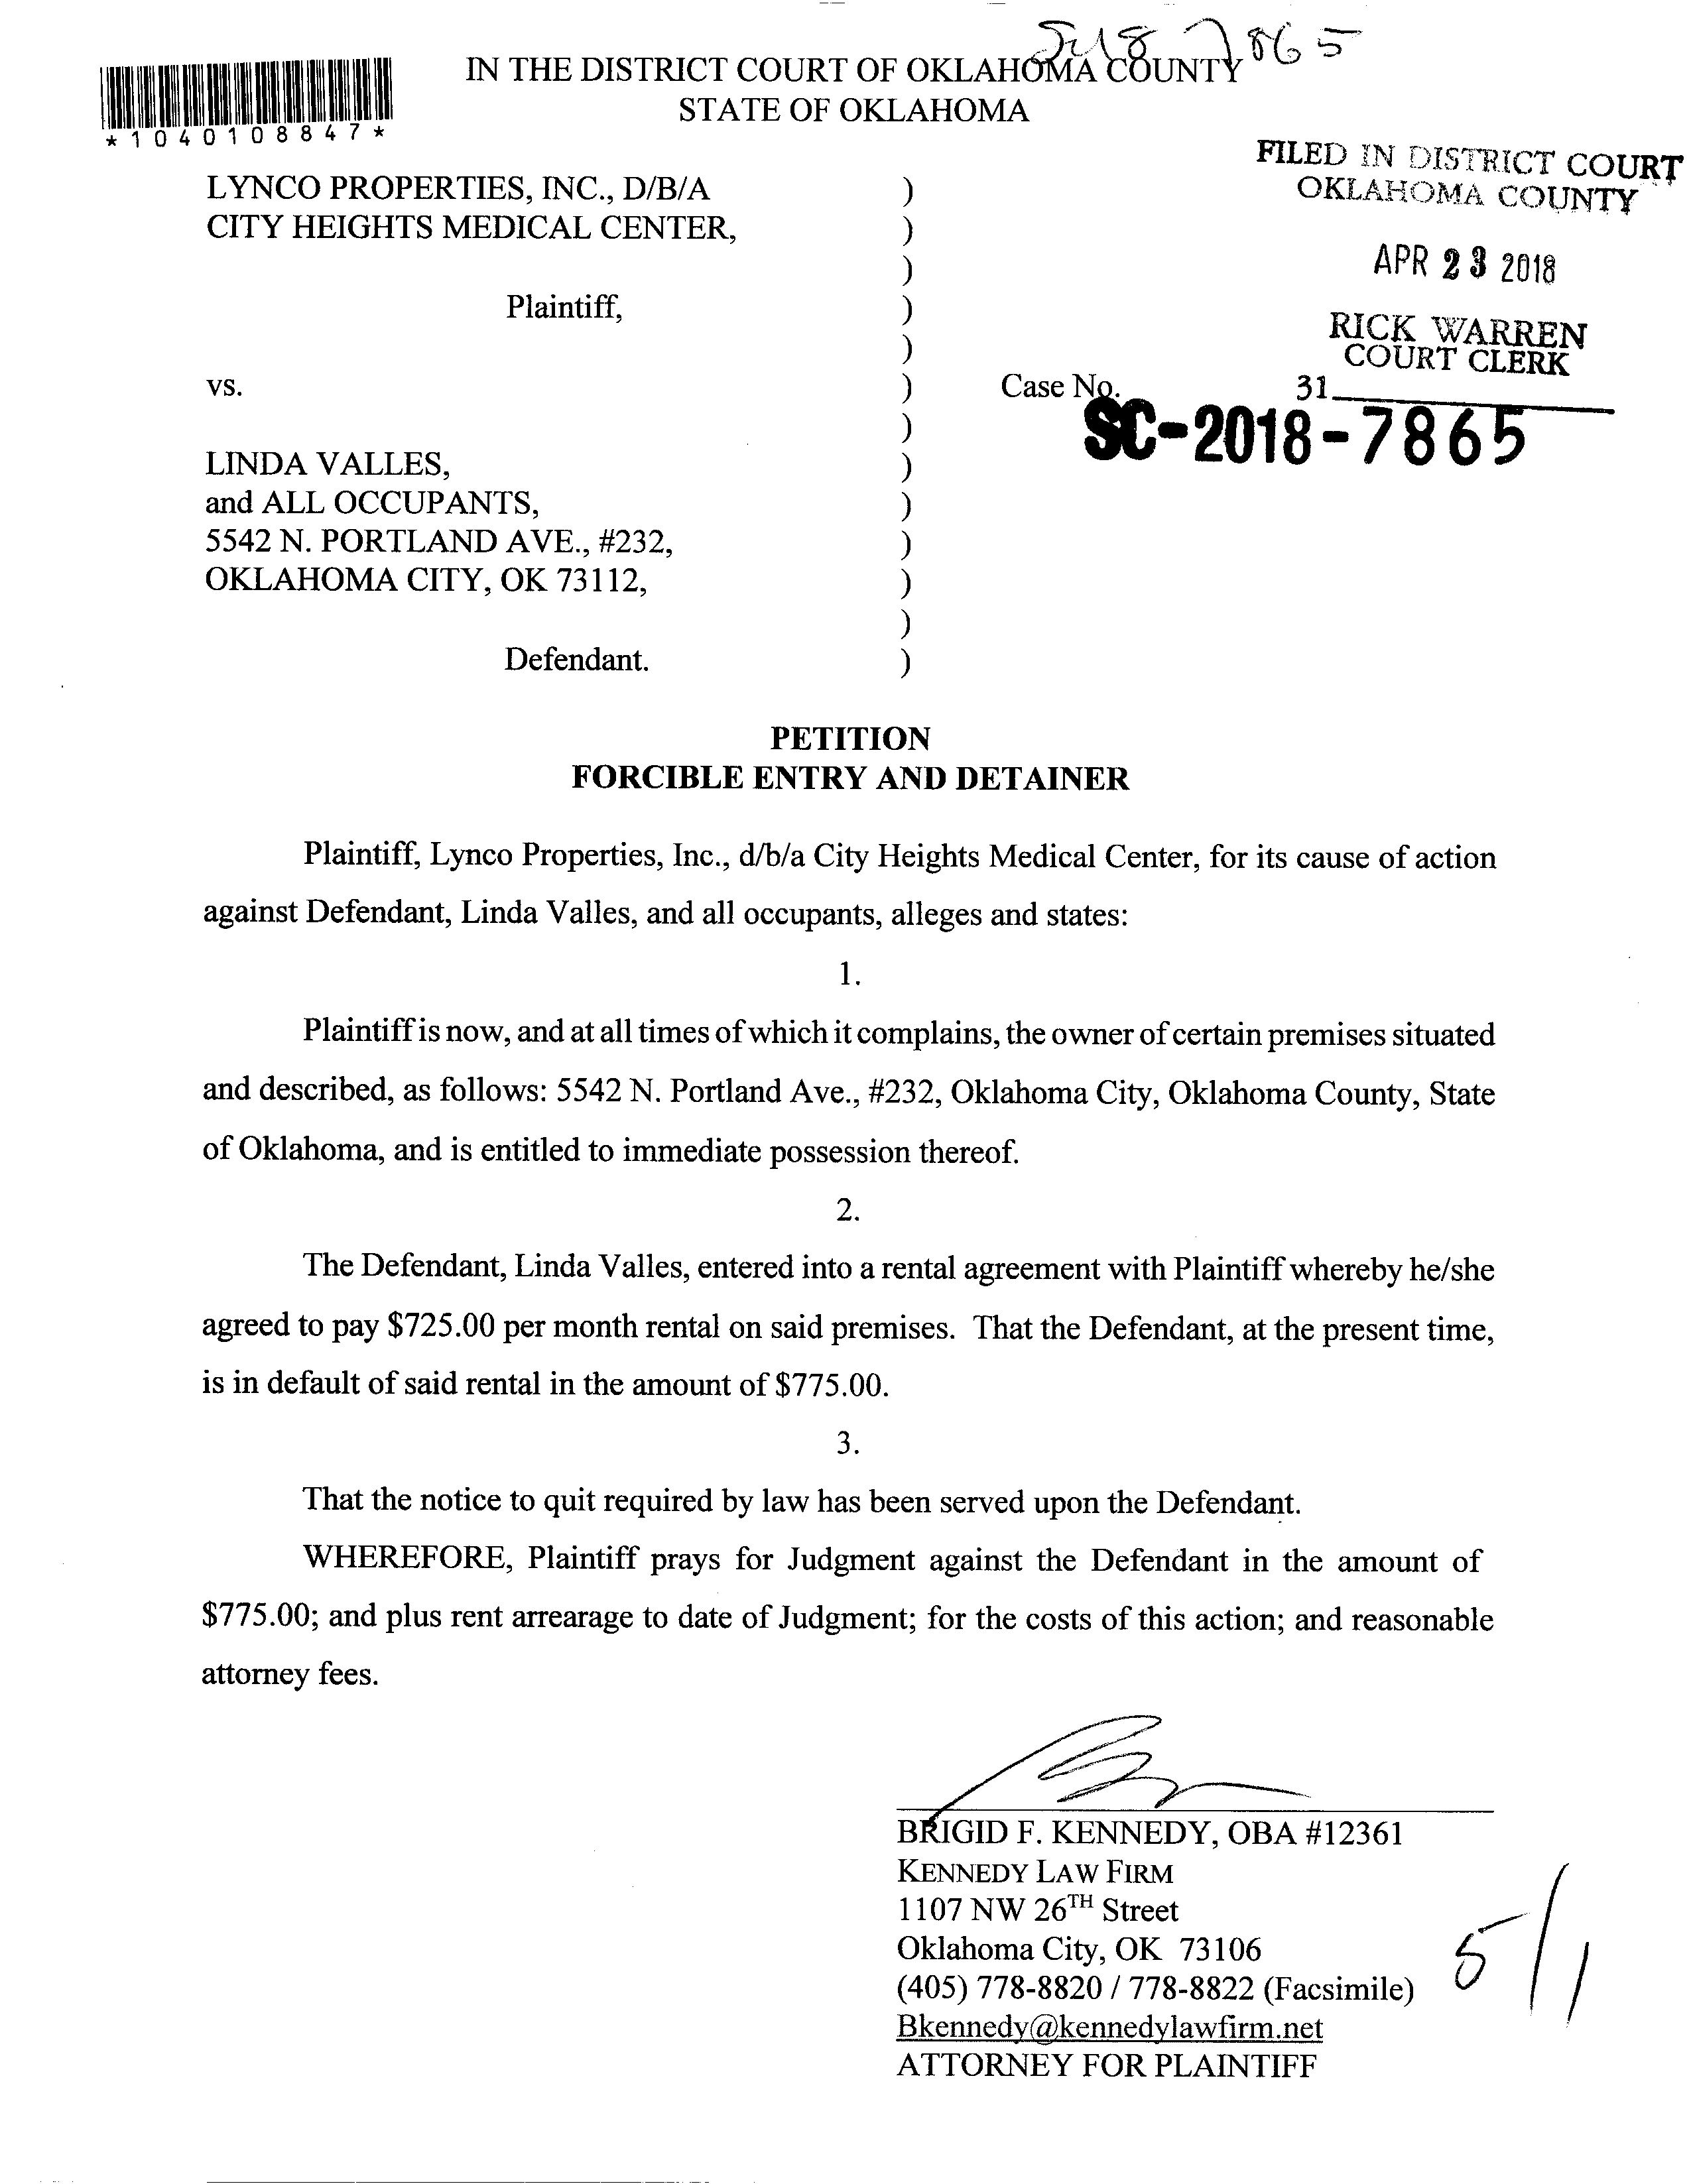 SJ18 7865
IN THE DISTRICT COURT OF OKLAHOMA COUNTY
STATE OF OKLAHOMA
*1040108847*
FILED IN DISTRICT COURT
OKLAHOMA COUNTY
APR 23 2018
RICK WARREN
COURT CLERK
31
LYNCO PROPERTIES, INC., D/B/A )
CITY HEIGHTS MEDICAL CENTER, )
)
Plaintiff, )
)
vs. ) Case No.
SC-2018-7865
)
LINDA VALLES, )
and ALL OCCUPANTS, )
5542 N. PORTLAND AVE., #232, )
OKLAHOMA CITY, OK 73112, )
)
Defendant. )
PETITION
FORCIBLE ENTRY AND DETAINER
Plaintiff, Lynco Properties, Inc., d/b/a City Heights Medical Center, for its cause of action
against Defendant, Linda Valles, and all occupants, alleges and states:
1.
Plaintiff is now, and at all times of which it complains, the owner of certain premises situated
and described, as follows: 5542 N. Portland Ave., #232, Oklahoma City, Oklahoma County, State
of Oklahoma, and is entitled to immediate possession thereof.
2.
The Defendant, Linda Valles, entered into a rental agreement with Plaintiff whereby he/she
agreed to pay $725.00 per month rental on said premises. That the Defendant, at the present time,
is in default of said rental in the amount of $775.00.
3.
That the notice to quit required by law has been served upon the Defendant.
WHEREFORE, Plaintiff prays for Judgment against the Defendant in the amount of
$775.00; and plus rent arrearage to date of Judgment; for the costs of this action; and reasonable
attorney fees.
BRIGID F. KENNEDY, OBA #12361
KENNEDY LAW FIRM
1107 NW 26TH Street
Oklahoma City, OK 73106
(405) 778-8820 / 778-8822 (Facsimile)
Bkennedy@kennedylawfirm.net
ATTORNEY FOR PLAINTIFF
5/1